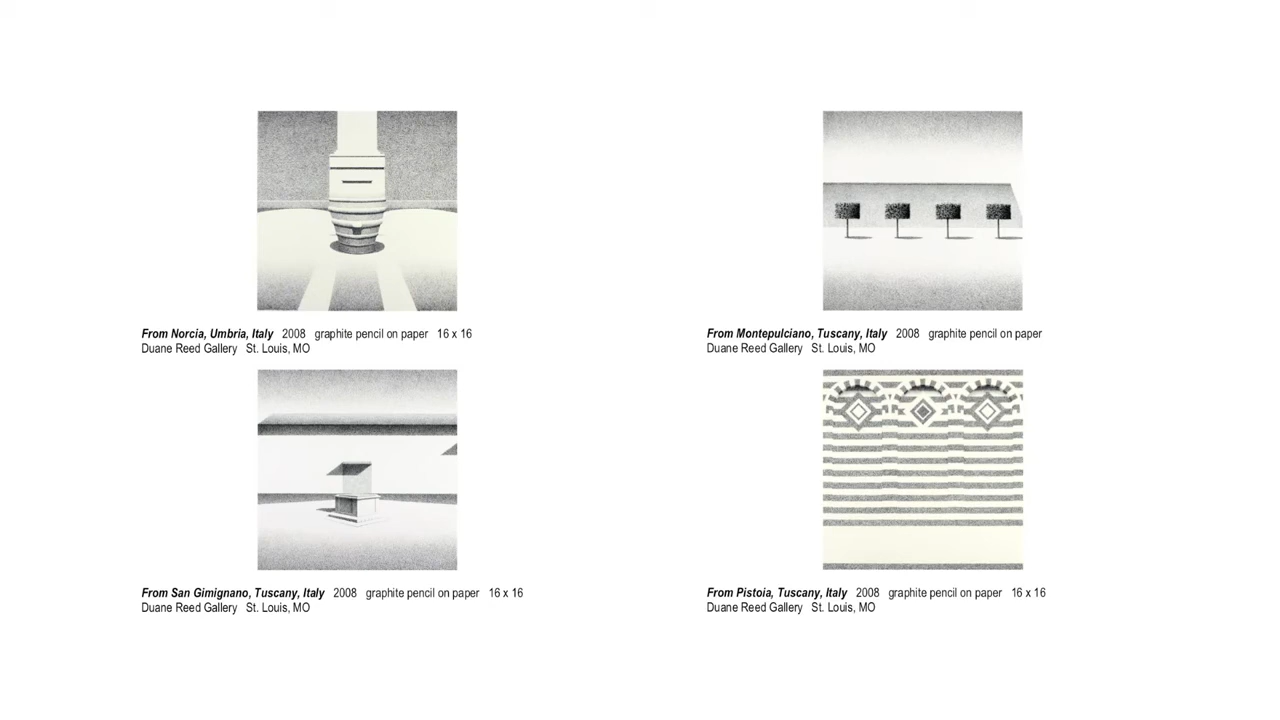 From Norcia, Umbria, Italy 2008 graphite pencil on paper 16 x 16
Duane Reed Gallery St. Louis, MO
From Montepulciano, Tuscany, Italy 2008 graphite pencil on paper
Duane Reed Gallery St. Louis, MO
From San Gimignano, Tuscany, Italy 2008 graphite pencil on paper 16 x 16
Duane Reed Gallery St. Louis, MO
From Pistoia, Tuscany, Italy 2008 graphite pencil on paper 16 x 16
Duane Reed Gallery St. Louis, MO